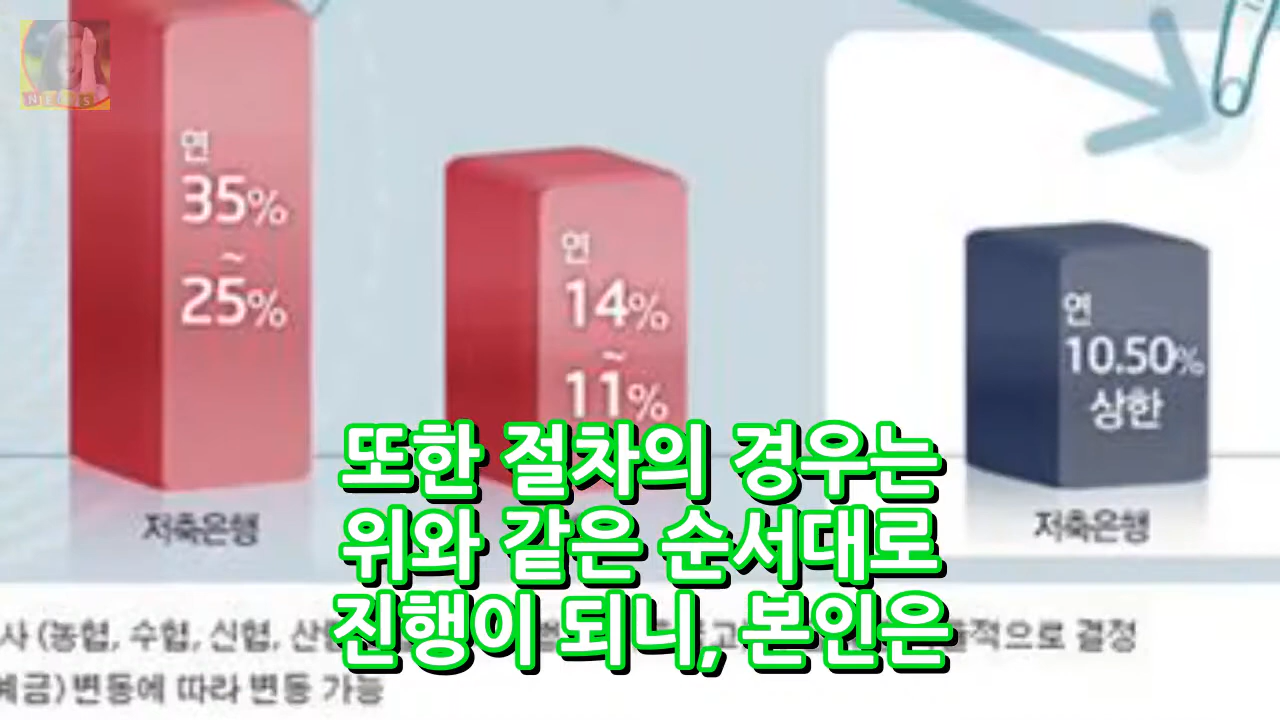 연
35%
~
25%
연
14%
~
11%
연
10.50%
상한
저축은행
저축은행
또한 절차의 경우는
위와 같은 순서대로
진행이 되니, 본인은
사 (농협, 수협, 신협,
적으로 결정
예금) 변동에 따라 변동 가능